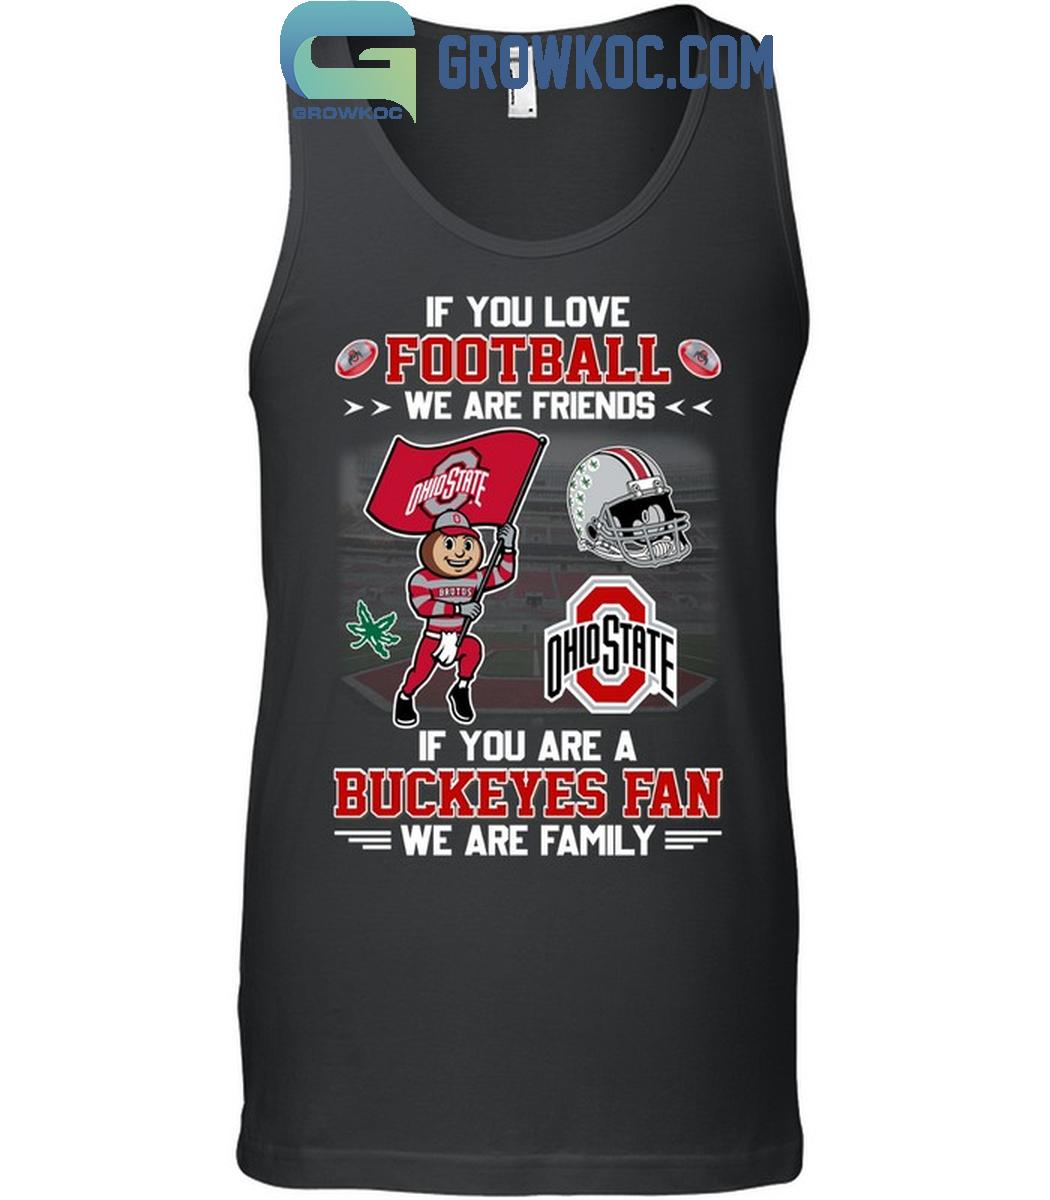 GROWKOC.COM
GROWKOC
IF YOU LOVE
FOOTBALL
WE ARE FRIENDS
OHIO STATE
BRUTUS
OHIO STATE
IF YOU ARE A
BUCKEYES FAN
WE ARE FAMILY